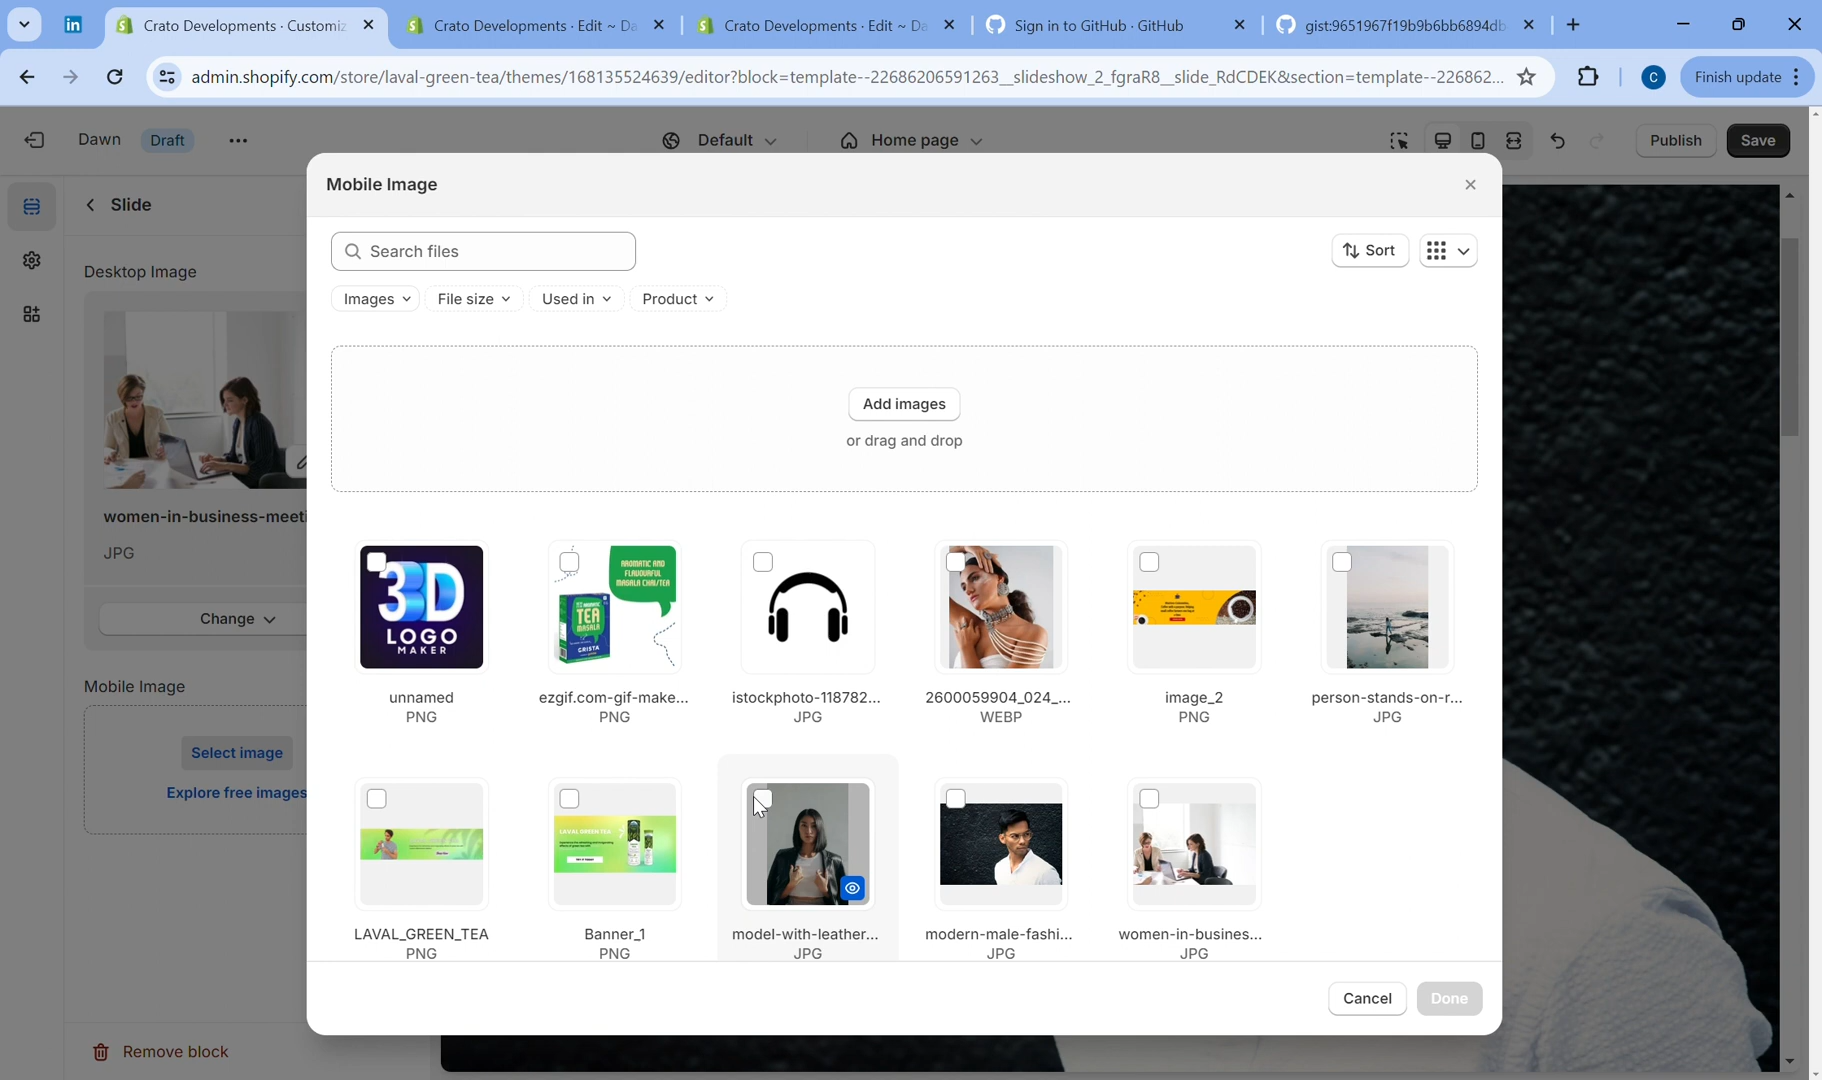 Crato Developments · Customiz
Crato Developments · Edit ~ Da
Crato Developments · Edit ~ Da
Sign in to GitHub · GitHub
gist:9651967f19b9b6bb6894db
admin.shopify.com/store/laval-green-tea/themes/168135524639/editor?block=template--22686206591263__slideshow_2_fgraR8__slide_RdCDEK&section=template--226862...
C
Finish update
Dawn
Draft
Default
Home page
Publish
Save
Slide
Desktop Image
women-in-business-meeti
JPG
Change
Mobile Image
Select image
Explore free images
Remove block
Mobile Image
Search files
Sort
Images
File size
Used in
Product
Add images
or drag and drop
3D
LOGO
MAKER
AROMATIC AND
FLAVOURFUL
MASALA CHAI/TEA
TEA
MASALA
GRISTA
unnamed
PNG
ezgif.com-gif-make...
PNG
istockphoto-118782...
JPG
2600059904_024_...
WEBP
image_2
PNG
person-stands-on-r...
JPG
LAVAL GREEN TEA
LAVAL_GREEN_TEA
PNG
Banner_1
PNG
model-with-leather...
JPG
modern-male-fashi...
JPG
women-in-busines...
JPG
Cancel
Done